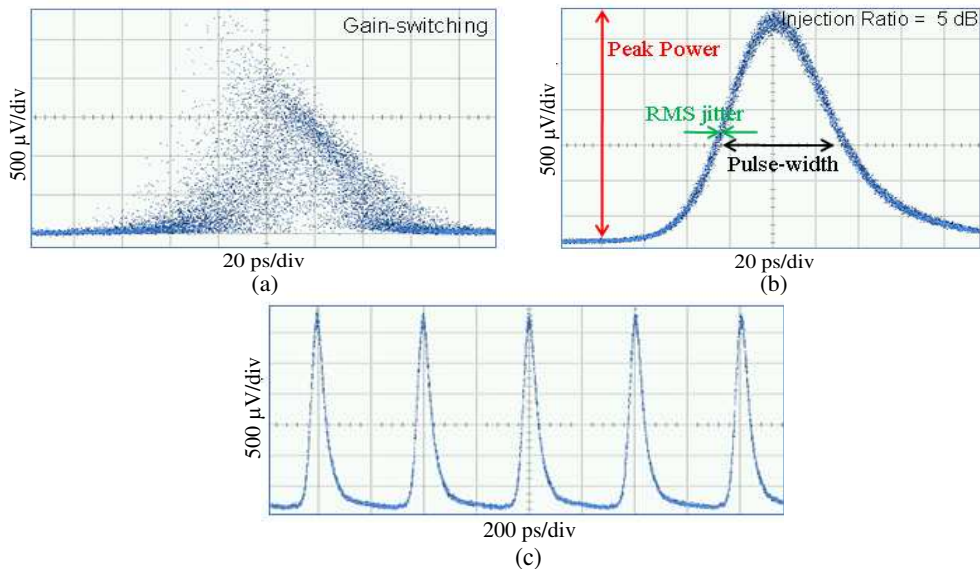 Gain-switching
500 µV/div
20 ps/div
(a)
Injection Ratio = 5 dB
Peak Power
RMS jitter
Pulse-width
500 µV/div
20 ps/div
(b)
500 µV/div
200 ps/div
(c)